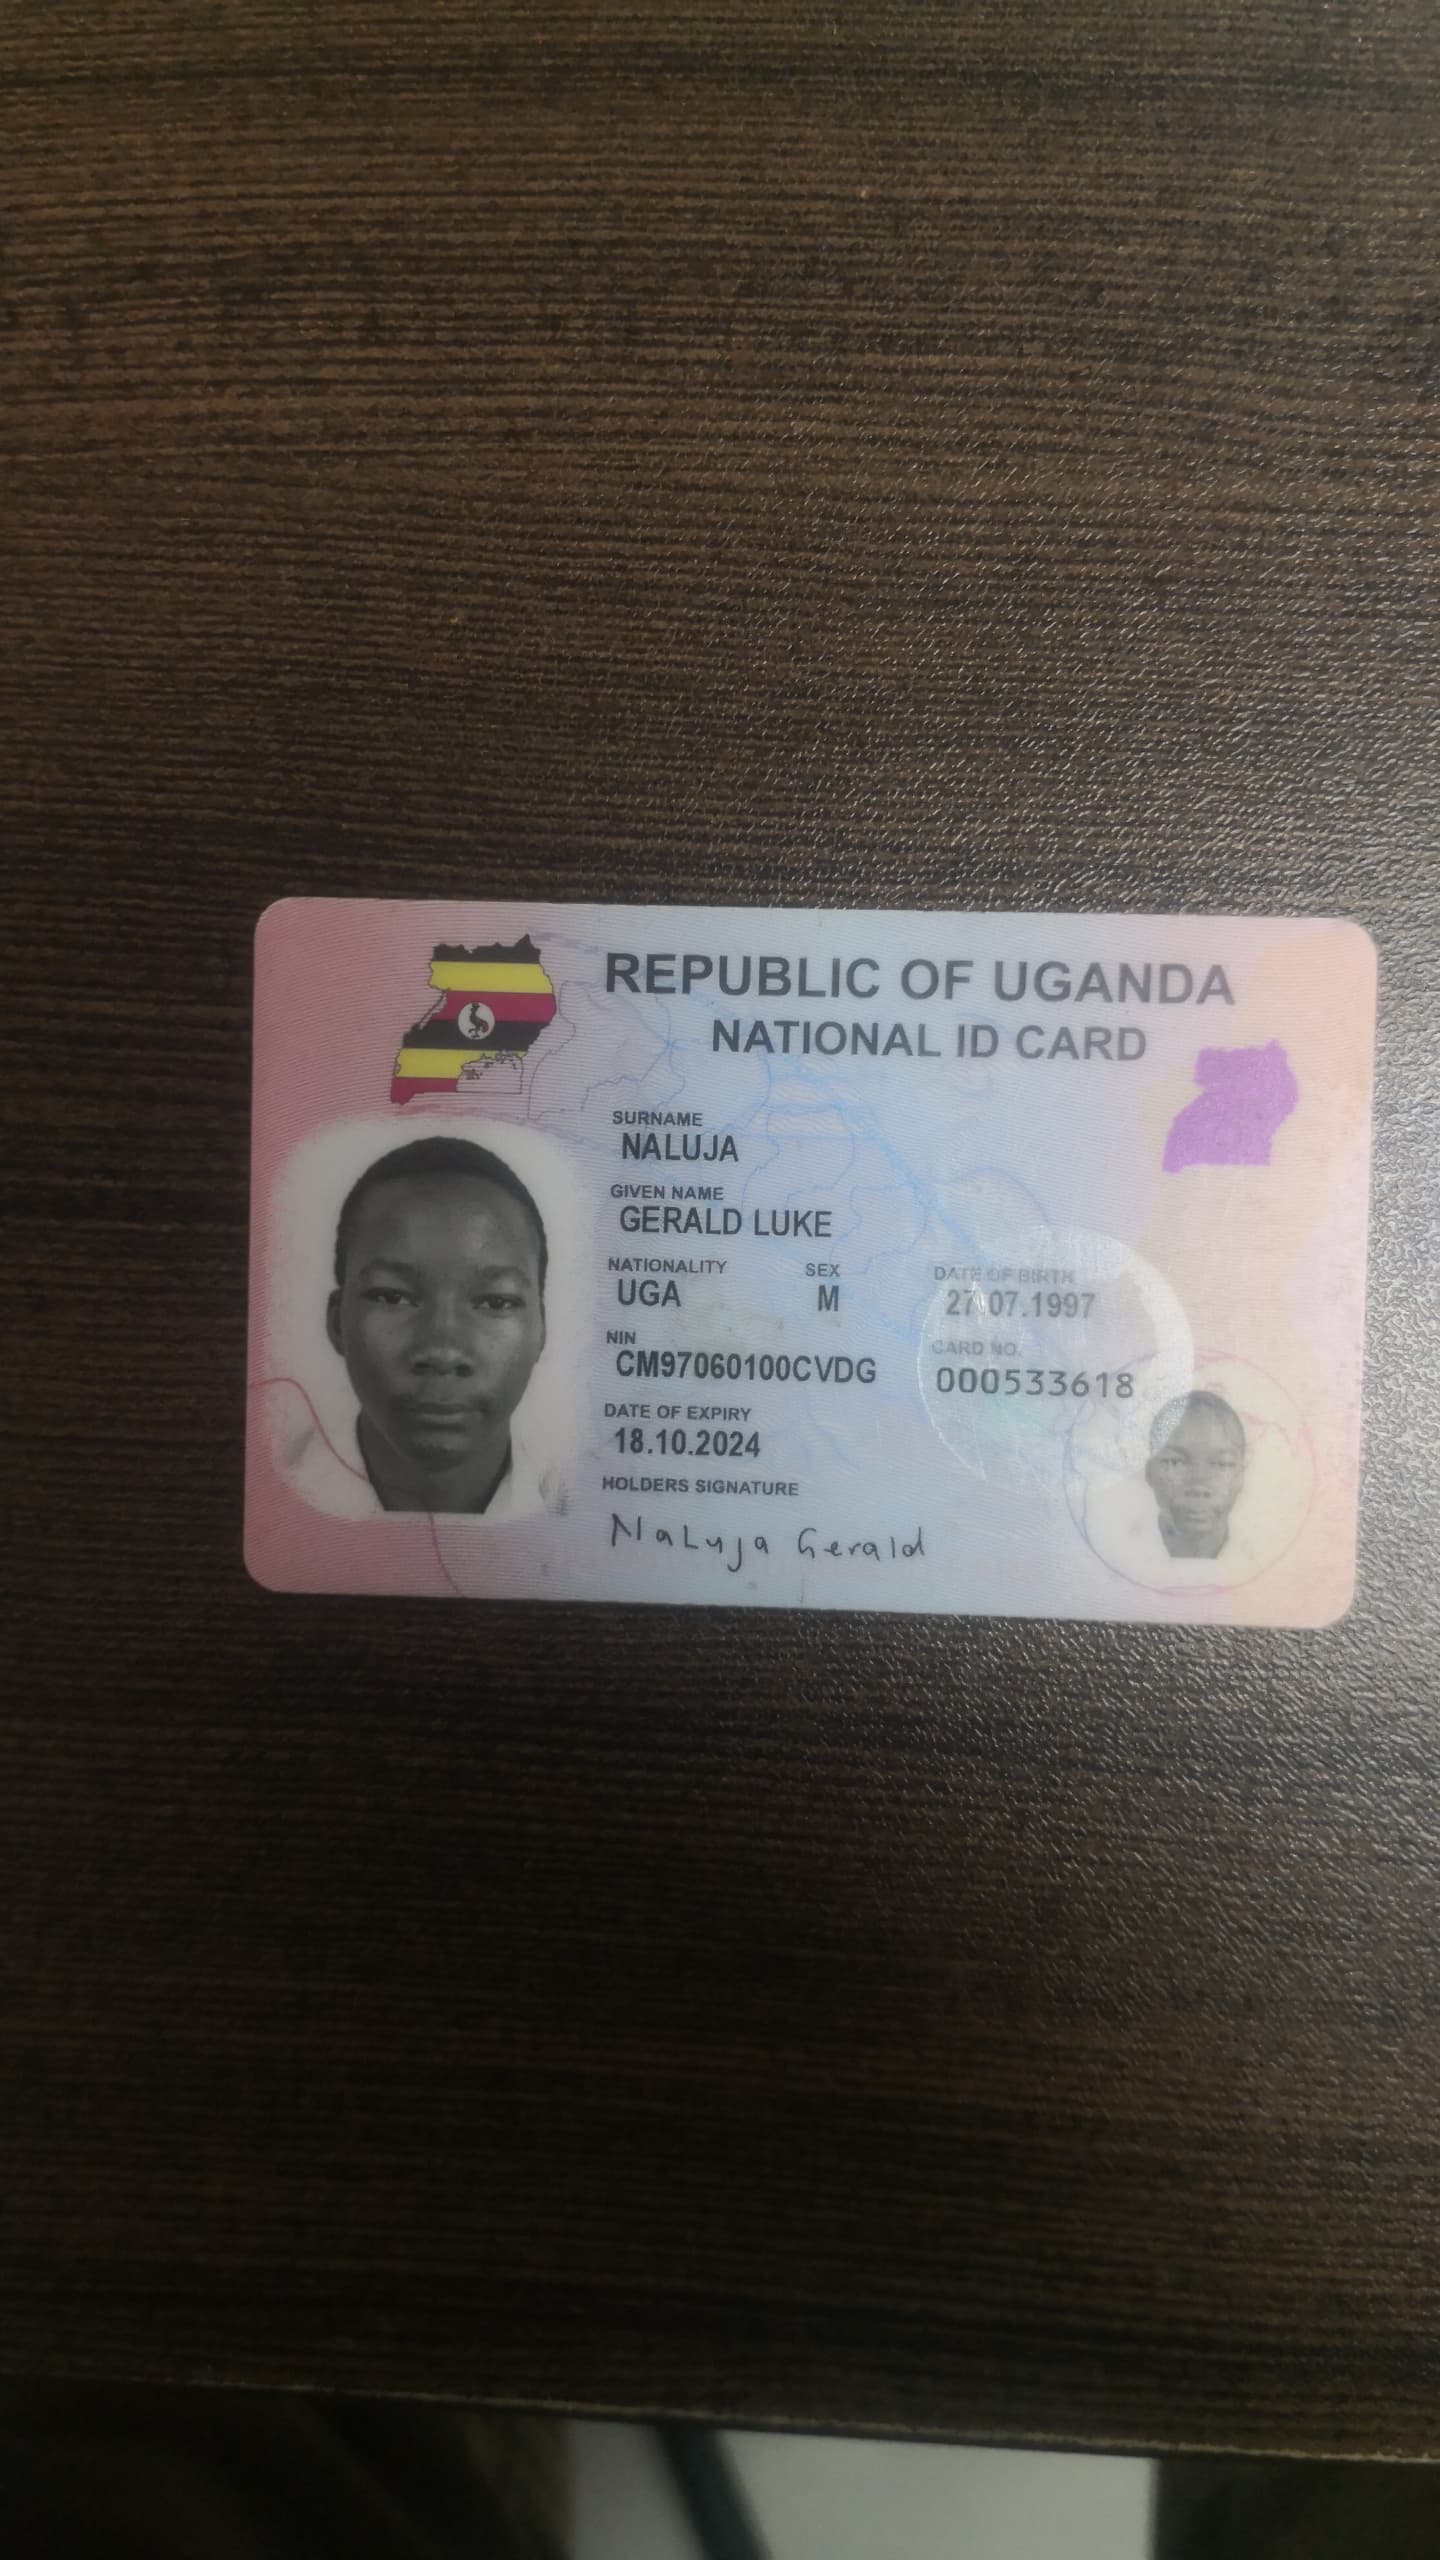 REPUBLIC OF UGANDA
NATIONAL ID CARD
SURNAME
NALUJA
GIVEN NAME
GERALD LUKE
NATIONALITY SEX DATE OF BIRTH
UGA M 27.07.1997
NIN CARD NO.
CM97060100CVDG 000533618
DATE OF EXPIRY
18.10.2024
HOLDERS SIGNATURE
Naluja Gerald